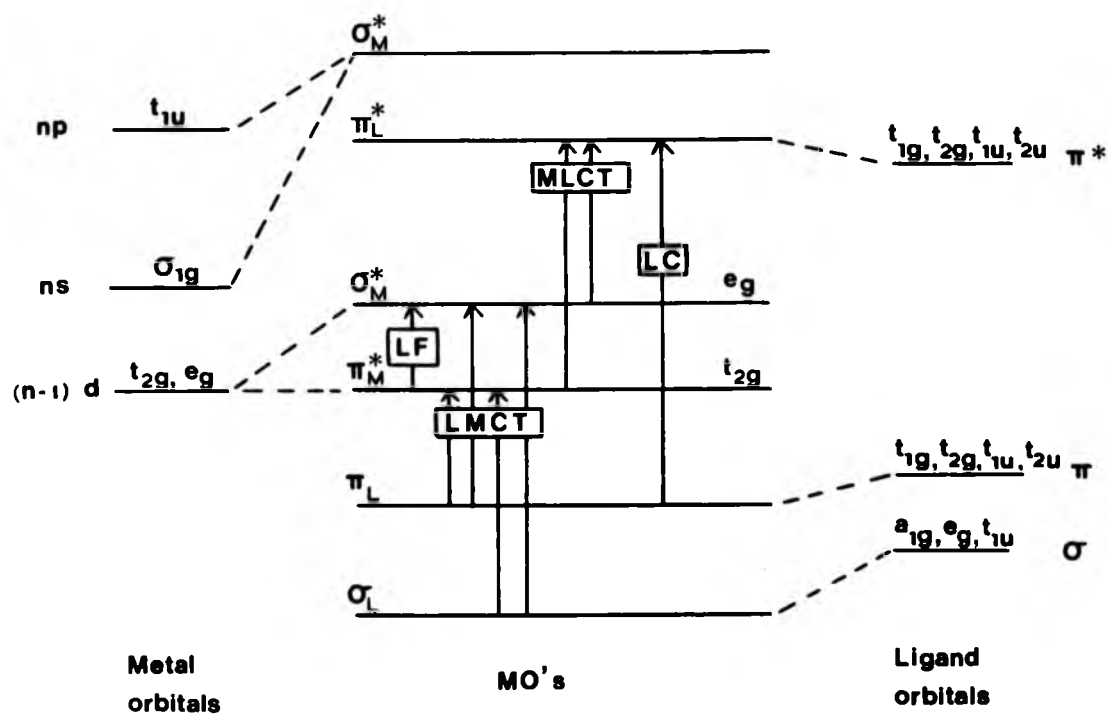 σ*M
np t1u
π*L
t1g, t2g, t1u, t2u π*
MLCT
LC
ns σ1g
σ*M eg
LF
(n-1) d t2g, eg
π*M t2g
LMCT
πL
t1g, t2g, t1u, t2u π
a1g, eg, t1u σ
σL
Metal
orbitals
MO's
Ligand
orbitals